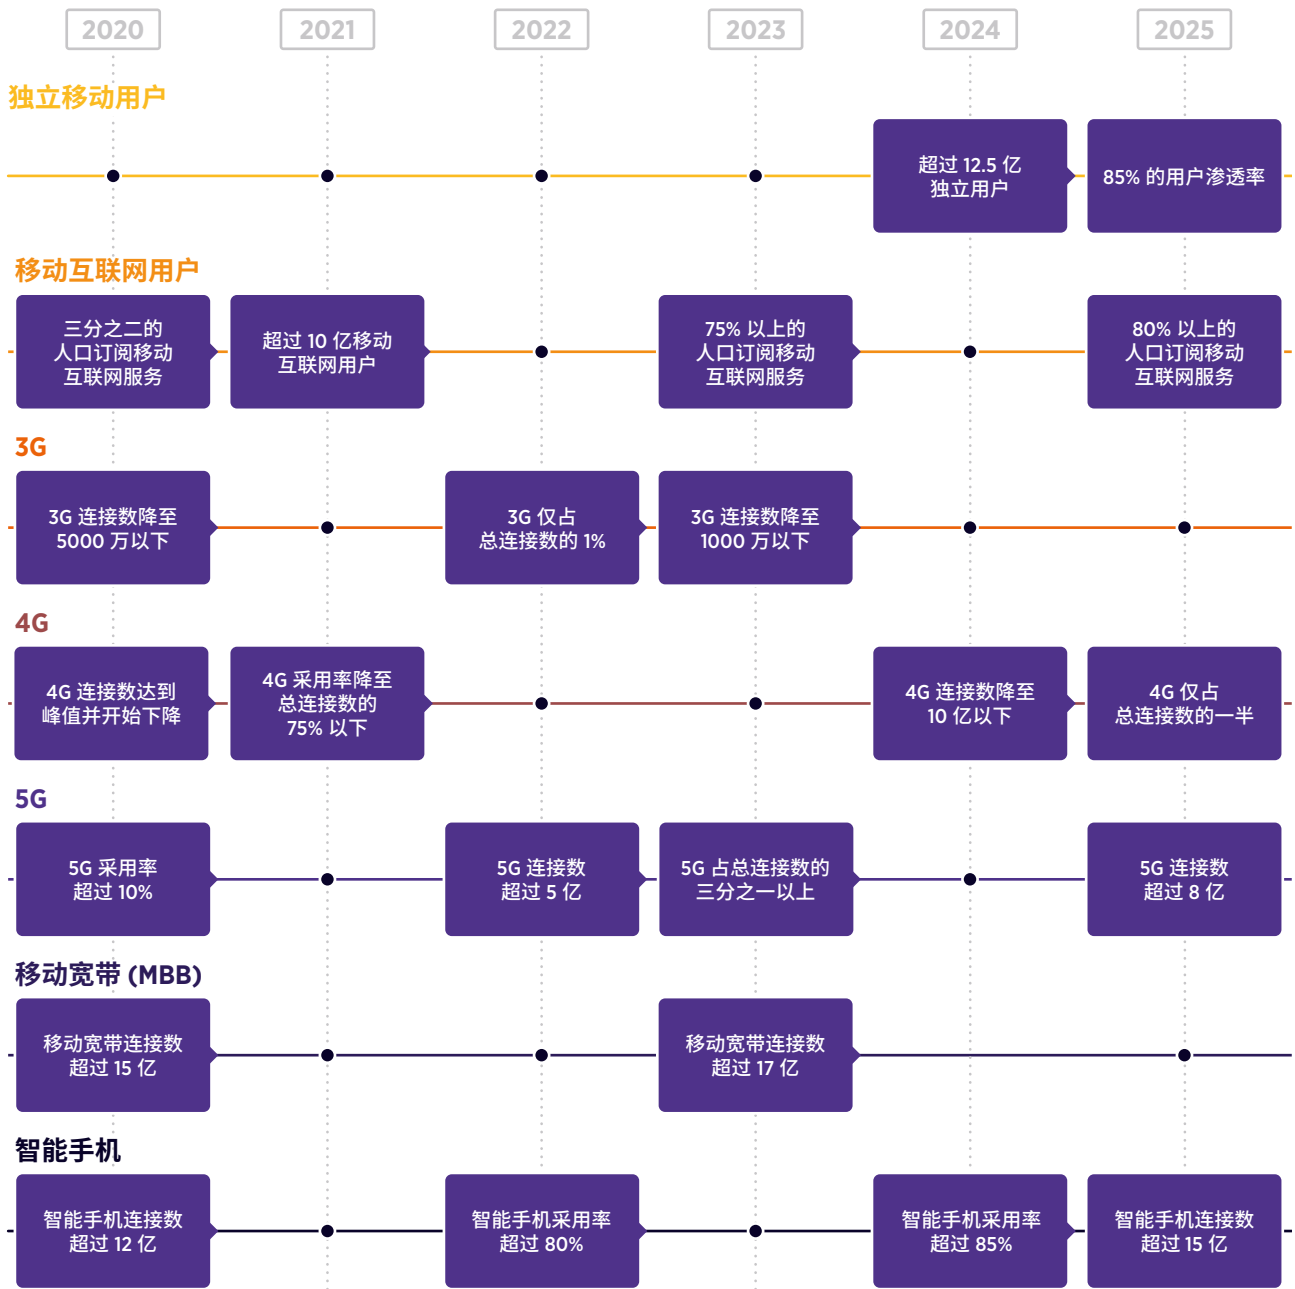 2020
2021
2022
2023
2024
2025
独立移动用户
超过 12.5 亿
独立用户
85% 的用户渗透率
移动互联网用户
三分之二的
人口订阅移动
互联网服务
超过 10 亿移动
互联网用户
75% 以上的
人口订阅移动
互联网服务
80% 以上的
人口订阅移动
互联网服务
3G
3G 连接数降至
5000 万以下
3G 仅占
总连接数的 1%
3G 连接数降至
1000 万以下
4G
4G 连接数达到
峰值并开始下降
4G 采用率降至
总连接数的
75% 以下
4G 连接数降至
10 亿以下
4G 仅占
总连接数的一半
5G
5G 采用率
超过 10%
5G 连接数
超过 5 亿
5G 占总连接数的
三分之一以上
5G 连接数
超过 8 亿
移动宽带 (MBB)
移动宽带连接数
超过 15 亿
移动宽带连接数
超过 17 亿
智能手机
智能手机连接数
超过 12 亿
智能手机采用率
超过 80%
智能手机采用率
超过 85%
智能手机连接数
超过 15 亿